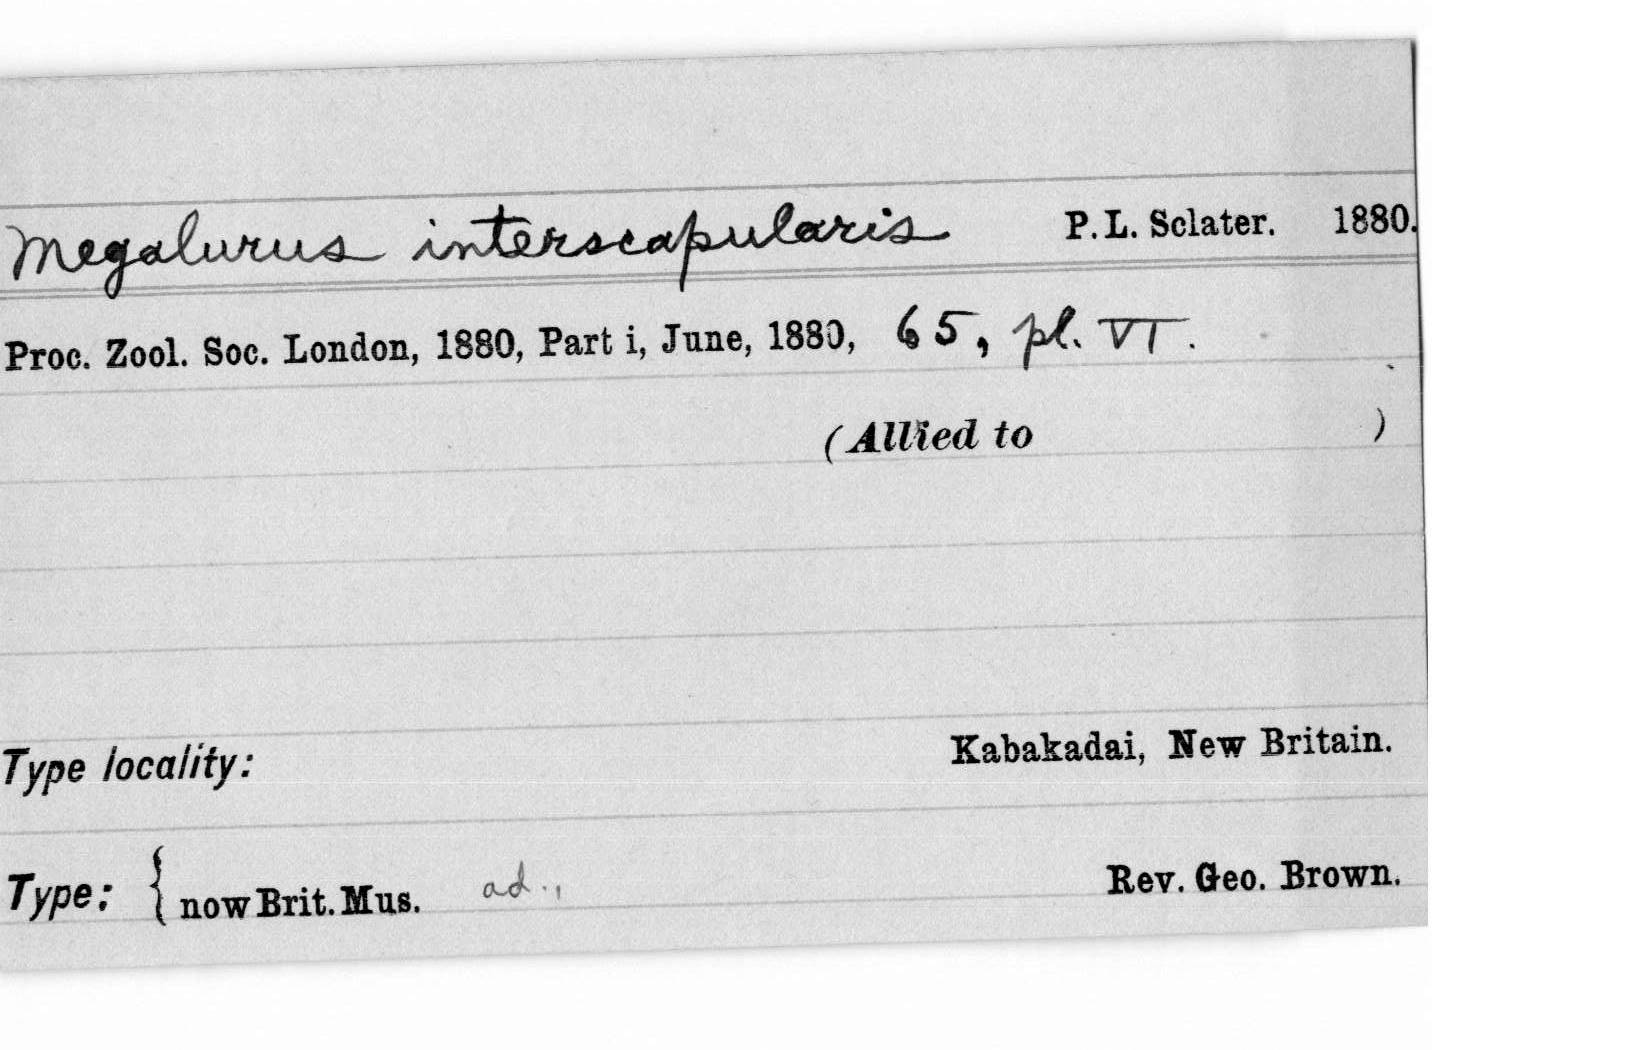 Megalurus interscapularis P. L. Sclater. 1880.
Proc. Zool. Soc. London, 1880, Part i, June, 1880, 65, pl. VI.
(Allied to )
Type locality: Kabakadai, New Britain.
Type: { now Brit. Mus. ad., Rev. Geo. Brown.